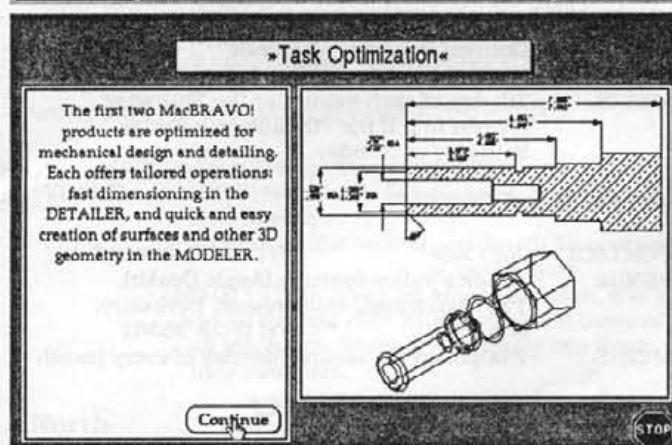 »Task Optimization«
The first two MacBRAVO!
products are optimized for
mechanical design and detailing.
Each offers tailored operations:
fast dimensioning in the
DETAILER, and quick and easy
creation of surfaces and other 3D
geometry in the MODELER.
Continue
STOP